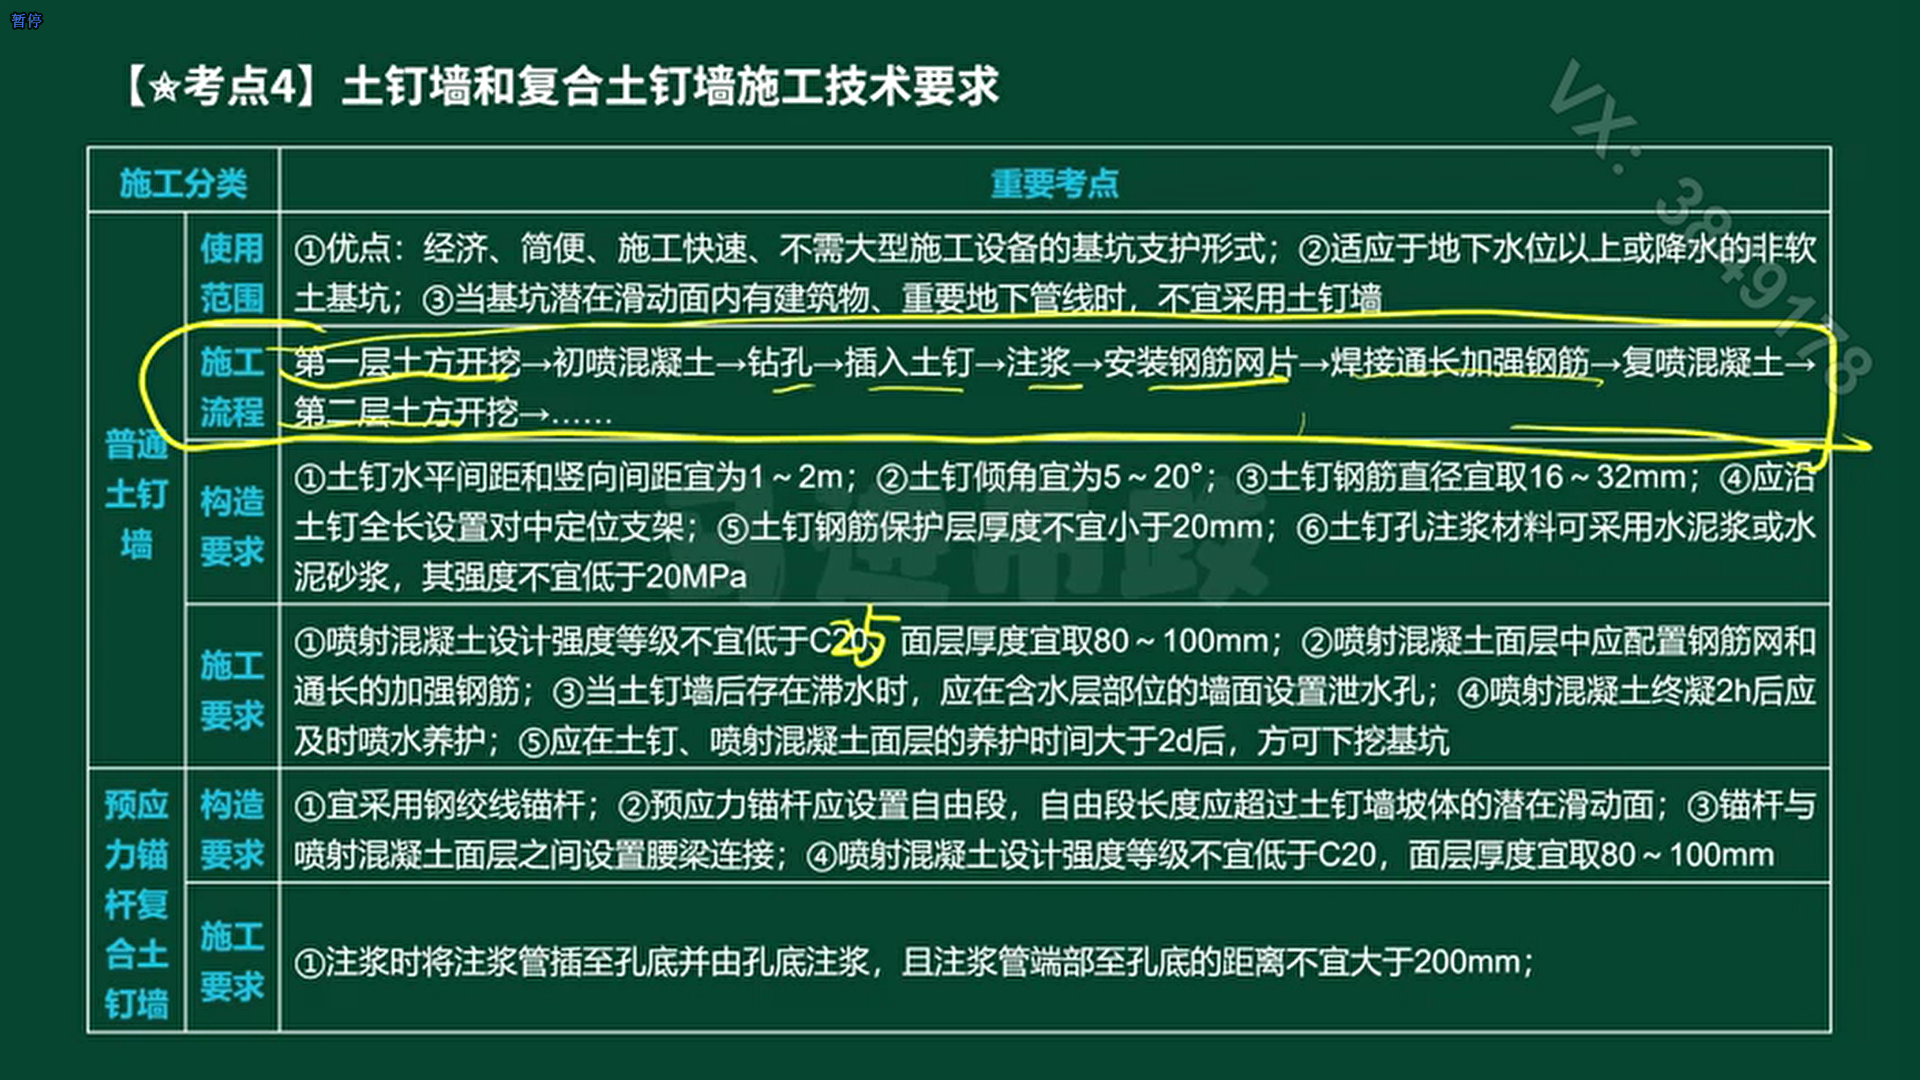 暂停
【★考点4】土钉墙和复合土钉墙施工技术要求
施工分类
重要考点
普通
土钉
墙
使用
范围
①优点：经济、简便、施工快速、不需大型施工设备的基坑支护形式；②适应于地下水位以上或降水的非软
土基坑；③当基坑潜在滑动面内有建筑物、重要地下管线时，不宜采用土钉墙
施工
流程
第一层土方开挖→初喷混凝土→钻孔→插入土钉→注浆→安装钢筋网片→焊接通长加强钢筋→复喷混凝土→
第二层土方开挖→……
构造
要求
①土钉水平间距和竖向间距宜为1～2m；②土钉倾角宜为5～20°；③土钉钢筋直径宜取16～32mm；④应沿
土钉全长设置对中定位支架；⑤土钉钢筋保护层厚度不宜小于20mm；⑥土钉孔注浆材料可采用水泥浆或水
泥砂浆，其强度不宜低于20MPa
施工
要求
①喷射混凝土设计强度等级不宜低于C20、面层厚度宜取80～100mm；②喷射混凝土面层中应配置钢筋网和
25
通长的加强钢筋；③当土钉墙后存在滞水时，应在含水层部位的墙面设置泄水孔；④喷射混凝土终凝2h后应
及时喷水养护；⑤应在土钉、喷射混凝土面层的养护时间大于2d后，方可下挖基坑
预应
力锚
杆复
合土
钉墙
构造
要求
①宜采用钢绞线锚杆；②预应力锚杆应设置自由段，自由段长度应超过土钉墙坡体的潜在滑动面；③锚杆与
喷射混凝土面层之间设置腰梁连接；④喷射混凝土设计强度等级不宜低于C20，面层厚度宜取80～100mm
施工
要求
①注浆时将注浆管插至孔底并由孔底注浆，且注浆管端部至孔底的距离不宜大于200mm；